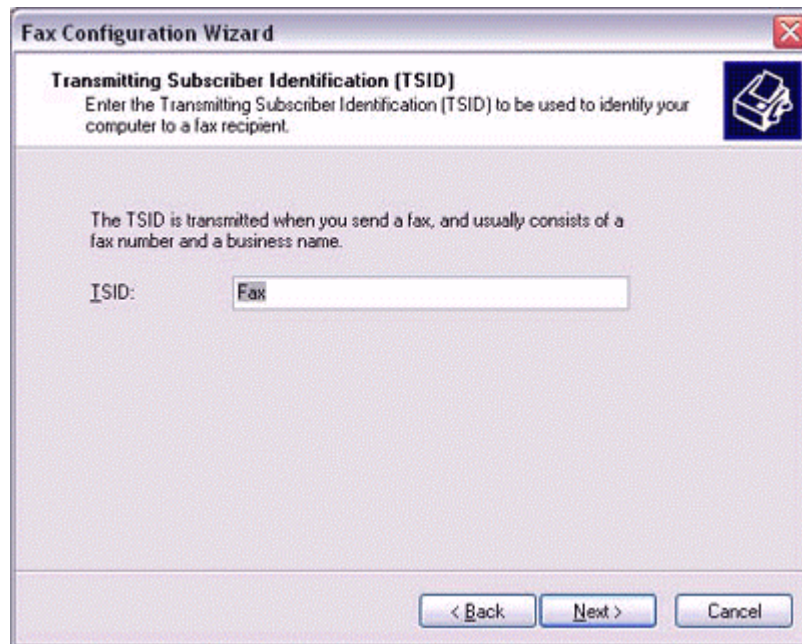 Fax Configuration Wizard
Transmitting Subscriber Identification (TSID)
Enter the Transmitting Subscriber Identification (TSID) to be used to identify your
computer to a fax recipient.
The TSID is transmitted when you send a fax, and usually consists of a
fax number and a business name.
TSID: Fax
< Back Next > Cancel